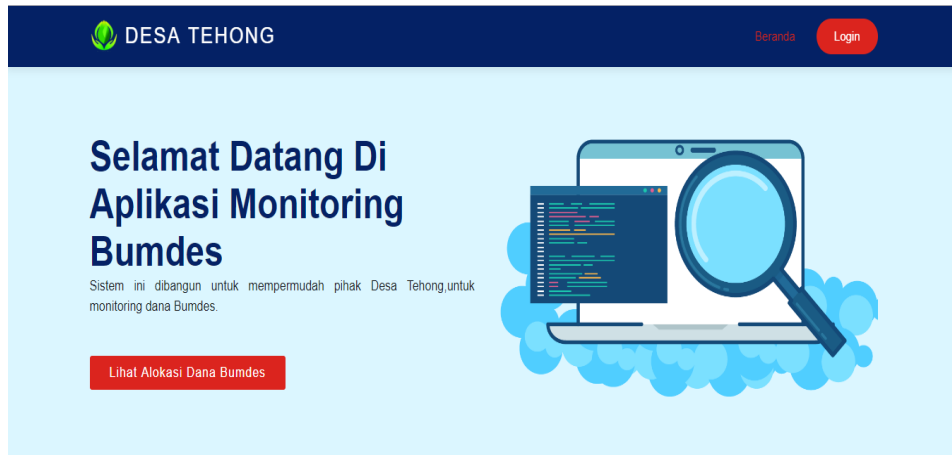 DESA TEHONG
Beranda
Login
Selamat Datang Di
Aplikasi Monitoring
Bumdes
Sistem ini dibangun untuk mempermudah pihak Desa Tehong,untuk
monitoring dana Bumdes.
Lihat Alokasi Dana Bumdes